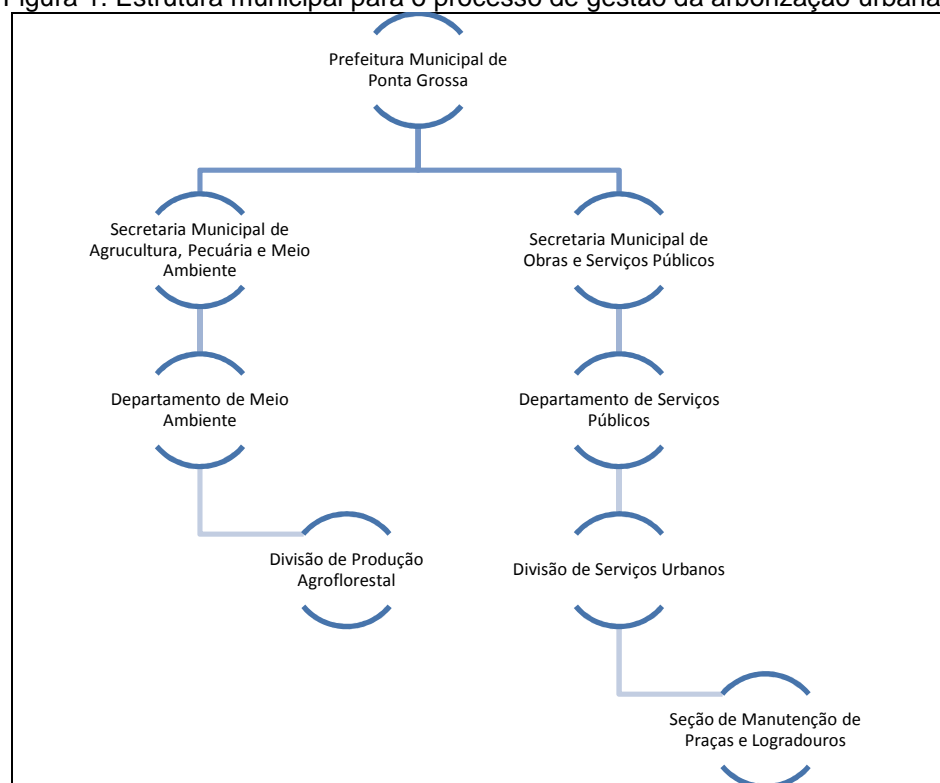 Figura 1: Estrutura municipal para o processo de gestão da arborização urbana
Prefeitura Municipal de
Ponta Grossa
Secretaria Municipal de
Agrucultura, Pecuária e Meio
Ambiente
Secretaria Municipal de
Obras e Serviços Públicos
Departamento de Meio
Ambiente
Departamento de Serviços
Públicos
Divisão de Produção
Agroflorestal
Divisão de Serviços Urbanos
Seção de Manutenção de
Praças e Logradouros